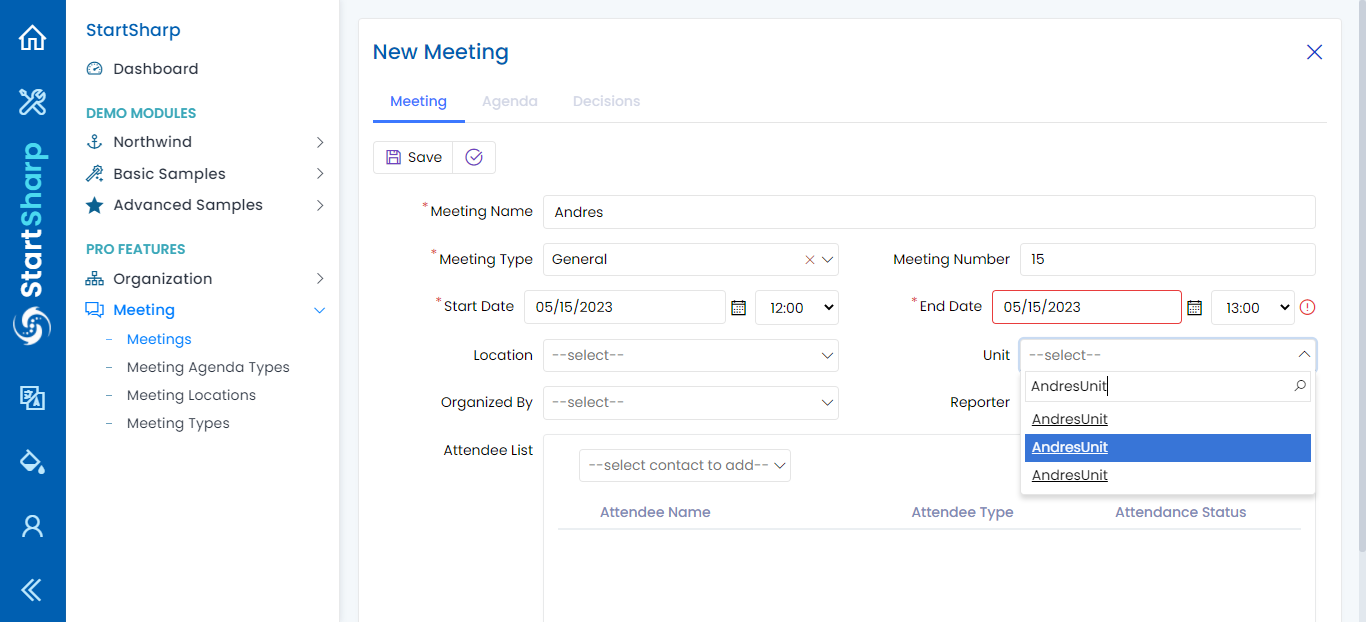 StartSharp
StartSharp
Dashboard
DEMO MODULES
Northwind
Basic Samples
Advanced Samples
PRO FEATURES
Organization
Meeting
Meetings
Meeting Agenda Types
Meeting Locations
Meeting Types
New Meeting
Meeting Agenda Decisions
Save
*Meeting Name Andres
*Meeting Type General Meeting Number 15
*Start Date 05/15/2023 12:00 *End Date 05/15/2023 13:00
Location --select-- Unit --select--
AndresUnit
Organized By --select-- Reporter
AndresUnit
AndresUnit
AndresUnit
Attendee List
--select contact to add--
Attendee Name Attendee Type Attendance Status